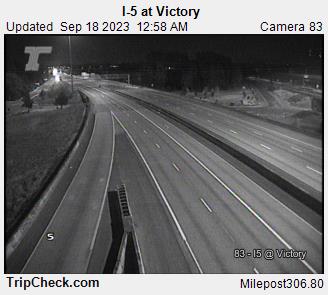 I-5 at Victory
Updated Sep 18 2023 12:58 AM Camera 83
S
83 - I5 @ Victory
TripCheck.com Milepost306.80